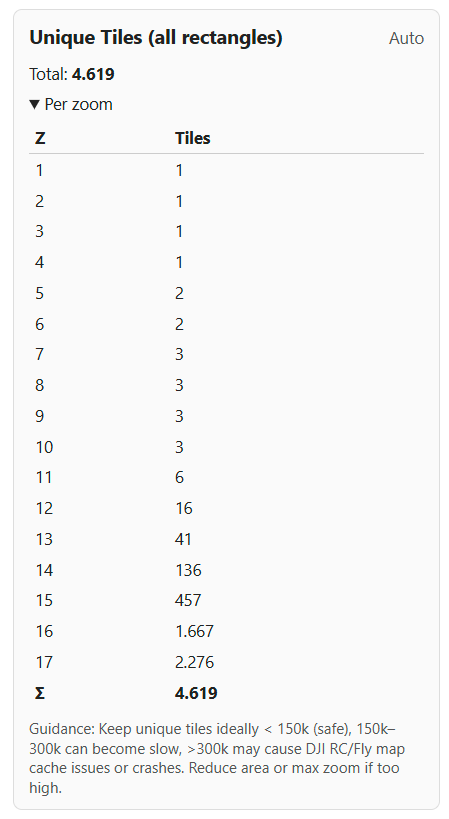 Unique Tiles (all rectangles) Auto
Total: 4.619
▼ Per zoom
Z Tiles
1 1
2 1
3 1
4 1
5 2
6 2
7 3
8 3
9 3
10 3
11 6
12 16
13 41
14 136
15 457
16 1.667
17 2.276
Σ 4.619
Guidance: Keep unique tiles ideally < 150k (safe), 150k–
300k can become slow, >300k may cause DJI RC/Fly map
cache issues or crashes. Reduce area or max zoom if too
high.